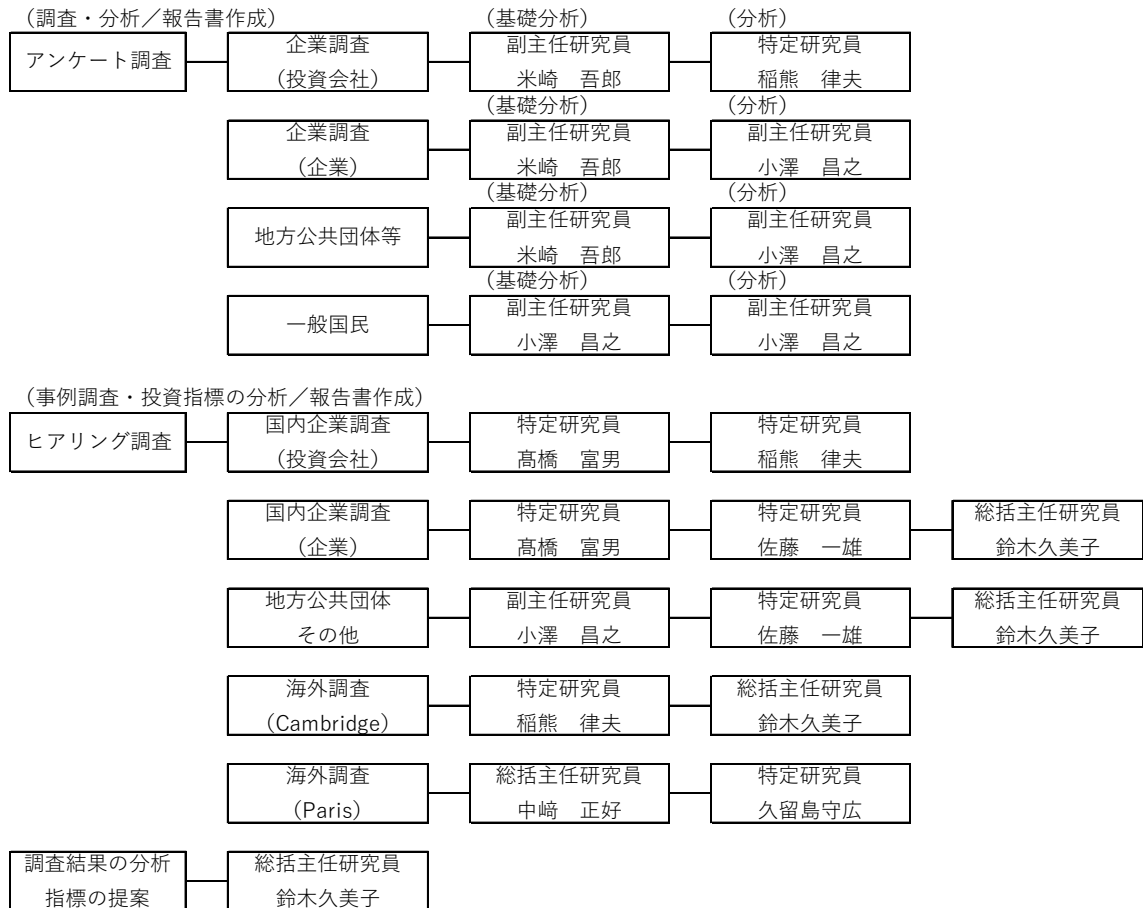 （調査・分析／報告書作成）
（基礎分析）
（分析）
アンケート調査
企業調査
（投資会社）
副主任研究員
米崎　吾郎
特定研究員
稲熊　律夫
（基礎分析）
（分析）
企業調査
（企業）
副主任研究員
米崎　吾郎
副主任研究員
小澤　昌之
（基礎分析）
（分析）
地方公共団体等
副主任研究員
米崎　吾郎
副主任研究員
小澤　昌之
（基礎分析）
（分析）
一般国民
副主任研究員
小澤　昌之
副主任研究員
小澤　昌之
（事例調査・投資指標の分析／報告書作成）
ヒアリング調査
国内企業調査
（投資会社）
特定研究員
髙橋　富男
特定研究員
稲熊　律夫
国内企業調査
（企業）
特定研究員
髙橋　富男
特定研究員
佐藤　一雄
総括主任研究員
鈴木久美子
地方公共団体
その他
副主任研究員
小澤　昌之
特定研究員
佐藤　一雄
総括主任研究員
鈴木久美子
海外調査
（Cambridge）
特定研究員
稲熊　律夫
総括主任研究員
鈴木久美子
海外調査
（Paris）
総括主任研究員
中﨑　正好
特定研究員
久留島守広
調査結果の分析
指標の提案
総括主任研究員
鈴木久美子